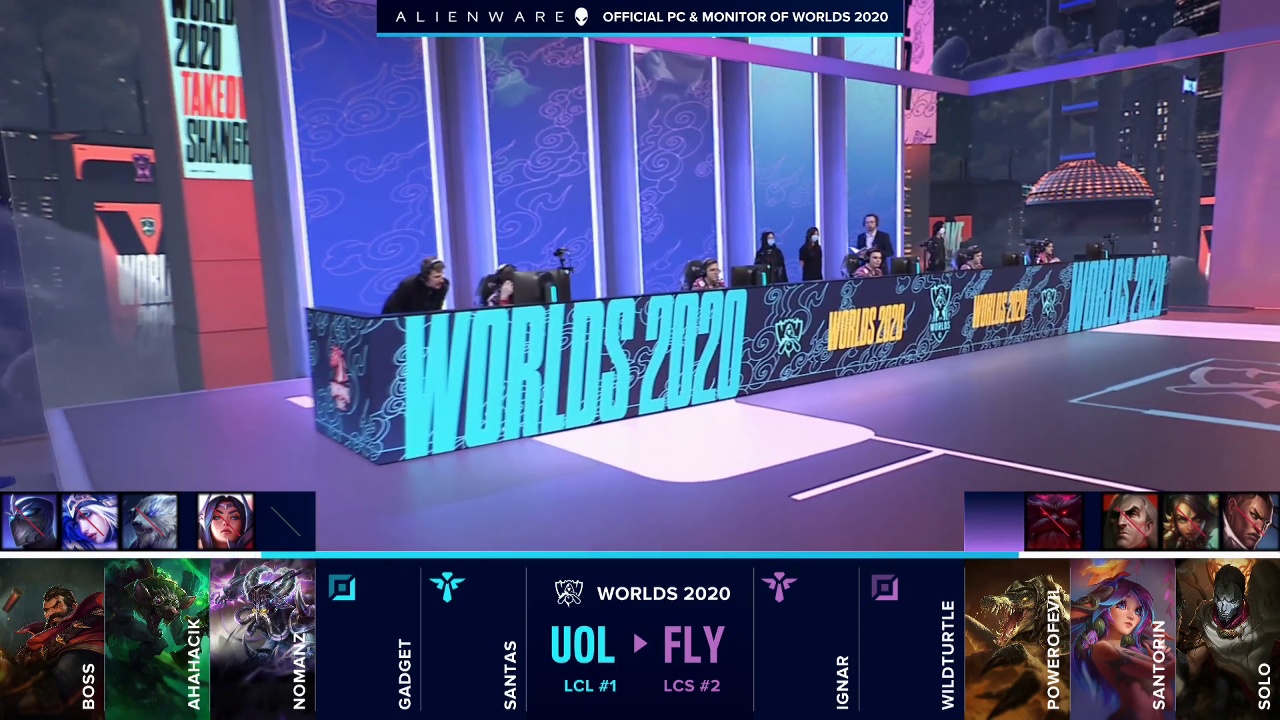 ALIENWARE OFFICIAL PC & MONITOR OF WORLDS 2020
WORLD
2020
SHANGH
WORLDS 2020
WORLDS 2020
WORLDS
WORLDS 2020
WORLDS 2020
WORLDS 2020
UOL FLY
LCL #1 LCS #2
BOSS
AHAHACIK
NOMANZ
GADGET
SANTAS
IGNAR
WILDTURTLE
POWEROFEVIL
SANTORIN
SOLO